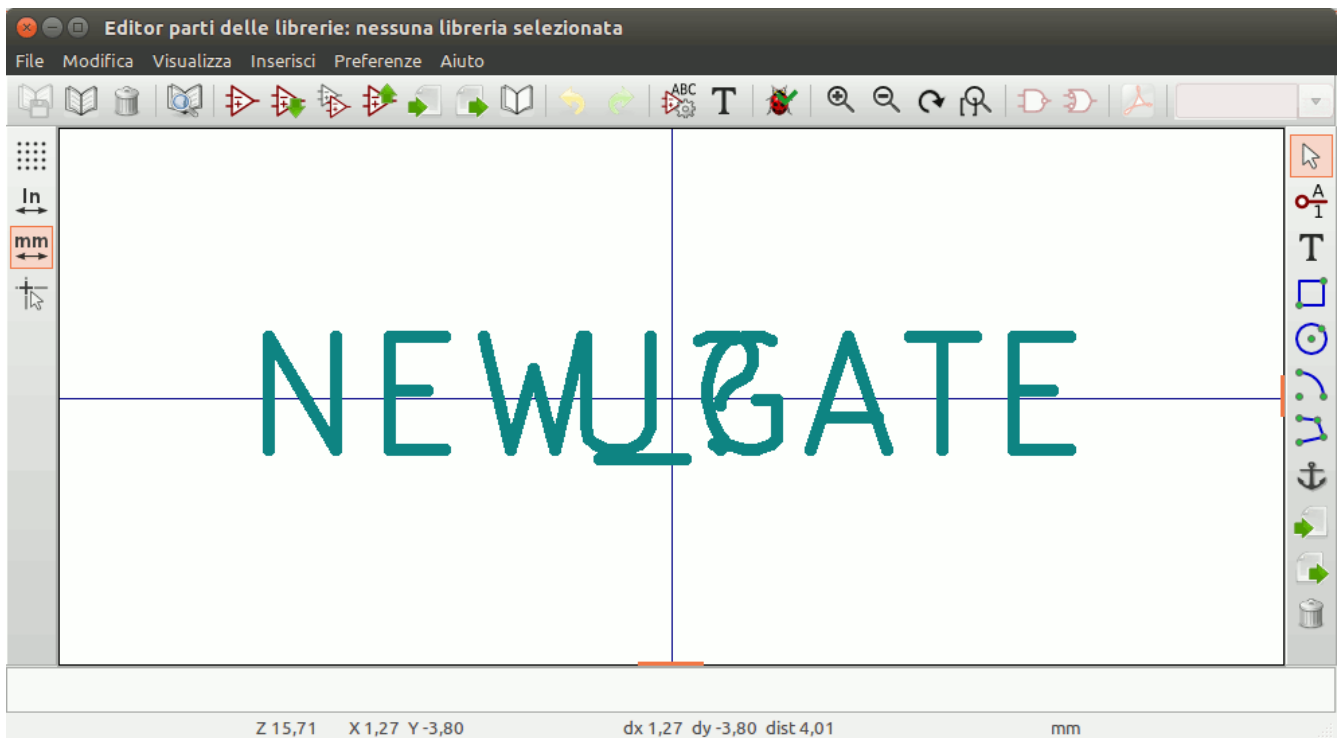 Editor parti delle librerie: nessuna libreria selezionata
File Modifica Visualizza Inserisci Preferenze Aiuto
ABC T
In
mm
A
1
T
NEWGATE
U?
Z 15,71 X 1,27 Y -3,80 dx 1,27 dy -3,80 dist 4,01 mm